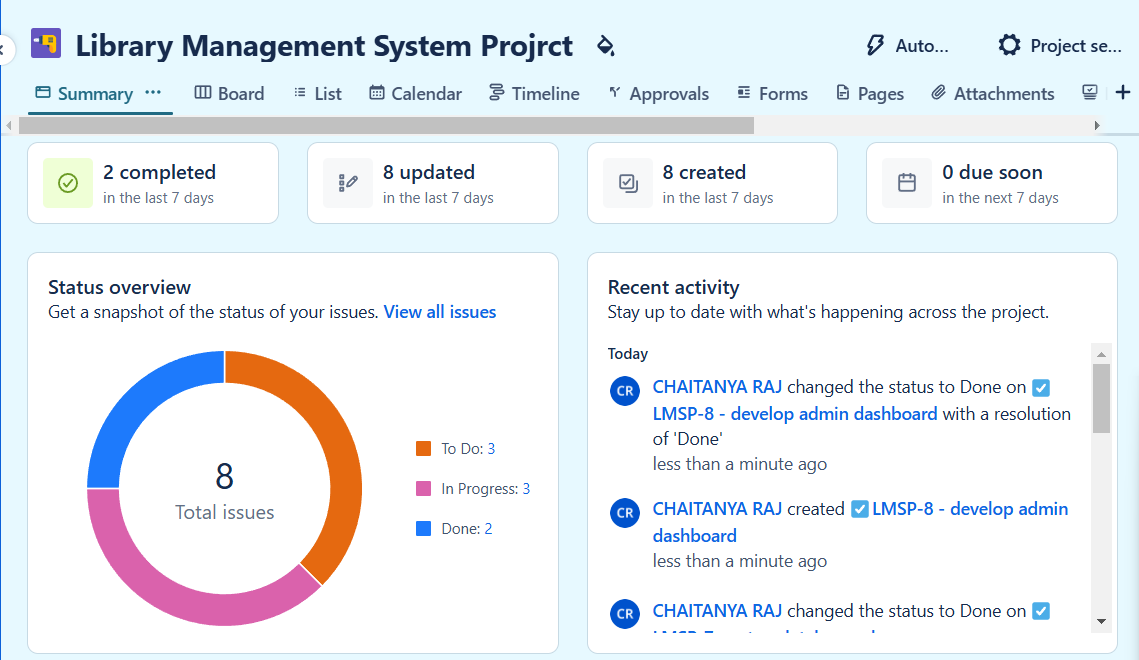 Library Management System Projrct
Auto...
Project se...
Summary
Board
List
Calendar
Timeline
Approvals
Forms
Pages
Attachments
2 completed
in the last 7 days
8 updated
in the last 7 days
8 created
in the last 7 days
0 due soon
in the next 7 days
Status overview
Get a snapshot of the status of your issues. View all issues
8
Total issues
To Do: 3
In Progress: 3
Done: 2
Recent activity
Stay up to date with what's happening across the project.
Today
CR
CHAITANYA RAJ changed the status to Done on
LMSP-8 - develop admin dashboard with a resolution
of 'Done'
less than a minute ago
CR
CHAITANYA RAJ created LMSP-8 - develop admin
dashboard
less than a minute ago
CR
CHAITANYA RAJ changed the status to Done on